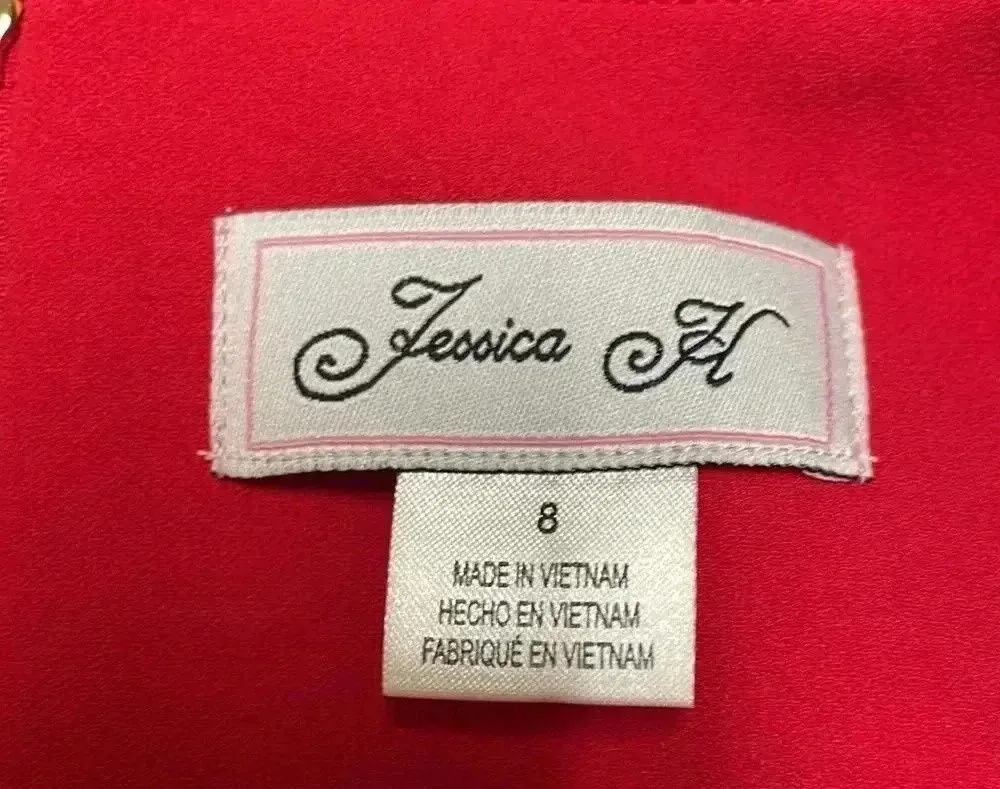 Jessica H
8
MADE IN VIETNAM
HECHO EN VIETNAM
FABRIQUÉ EN VIETNAM